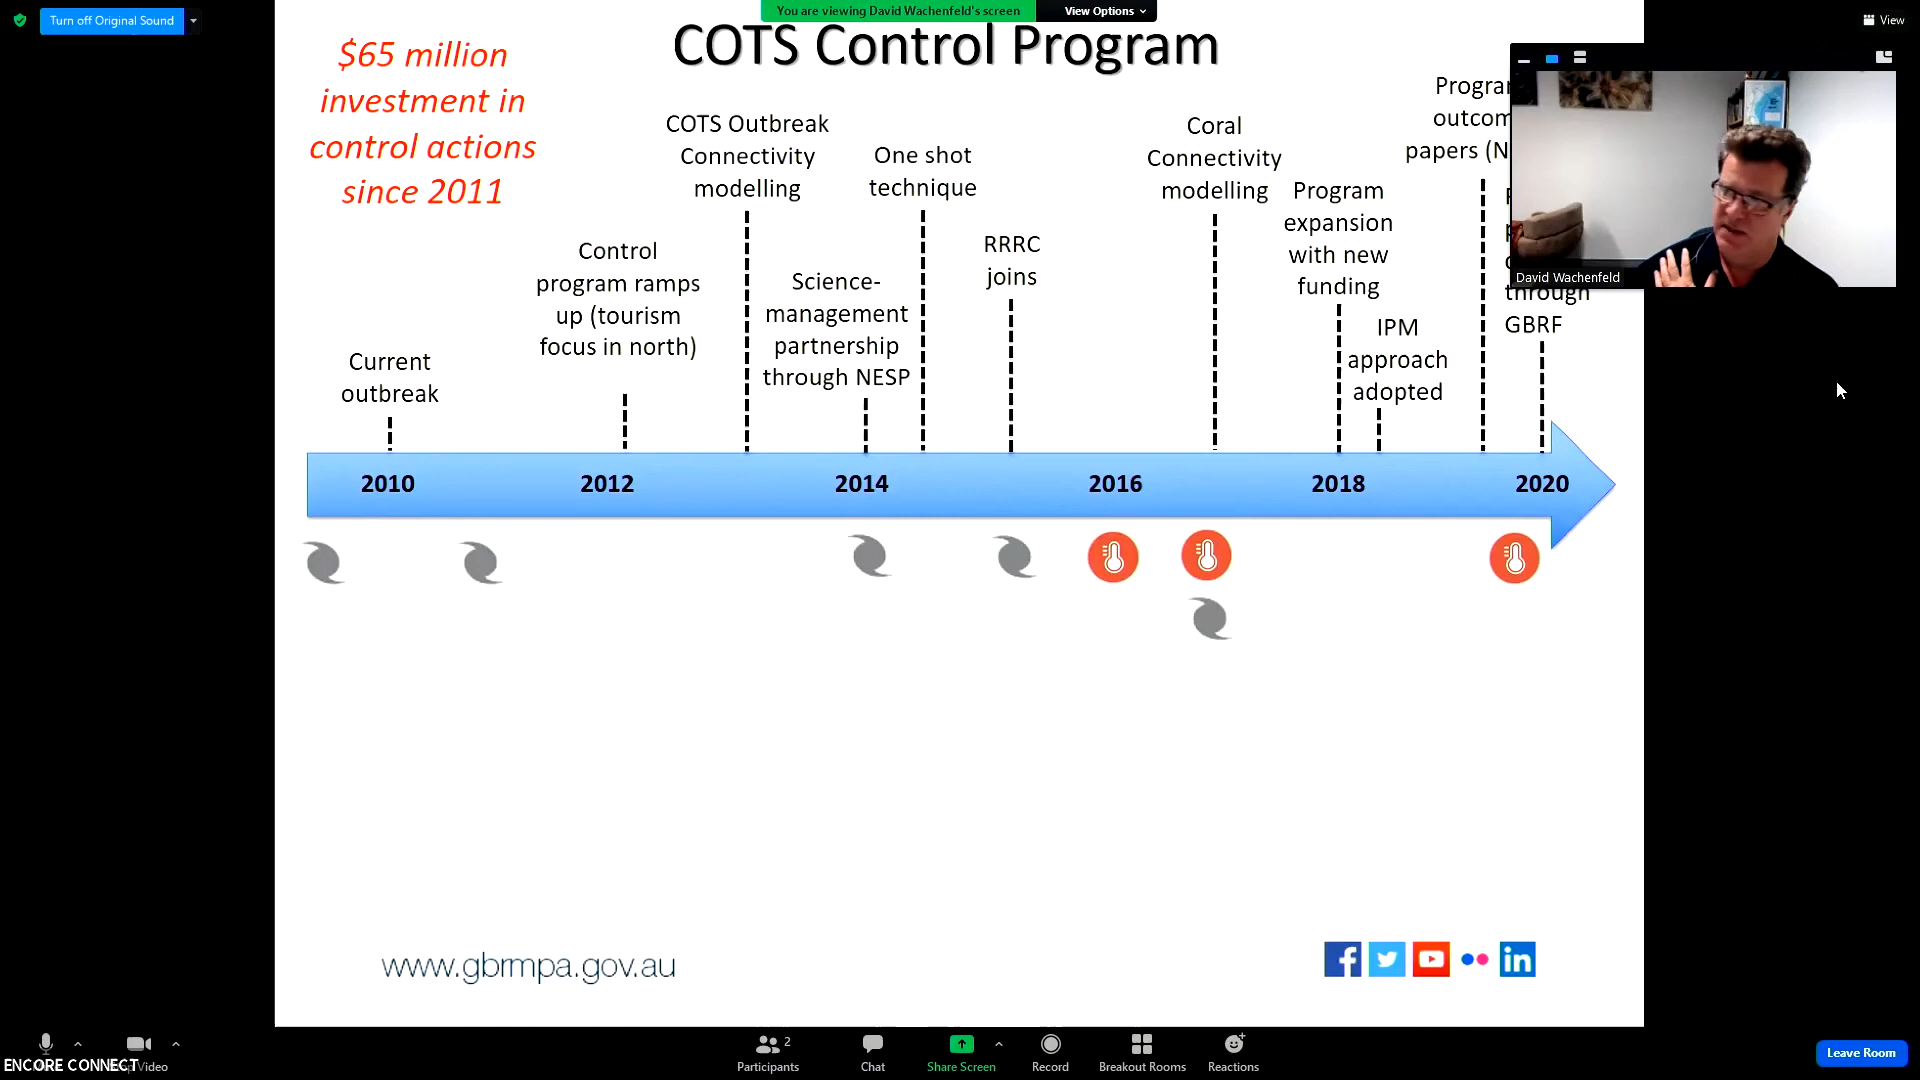 Turn off Original Sound
You are viewing David Wachenfeld's screen
View Options
View
COTS Control Program
$65 million
investment in
control actions
since 2011
Current
outbreak
Control
program ramps
up (tourism
focus in north)
COTS Outbreak
Connectivity
modelling
Science-
management
partnership
through NESP
One shot
technique
RRRC
joins
Coral
Connectivity
modelling
Program
expansion
with new
funding
IPM
approach
adopted
papers
through
GBRF
David Wachenfeld
2010
2012
2014
2016
2018
2020
www.gbrmpa.gov.au
ENCORE CONNECT
Video
2
Participants
Chat
Share Screen
Record
Breakout Rooms
Reactions
Leave Room